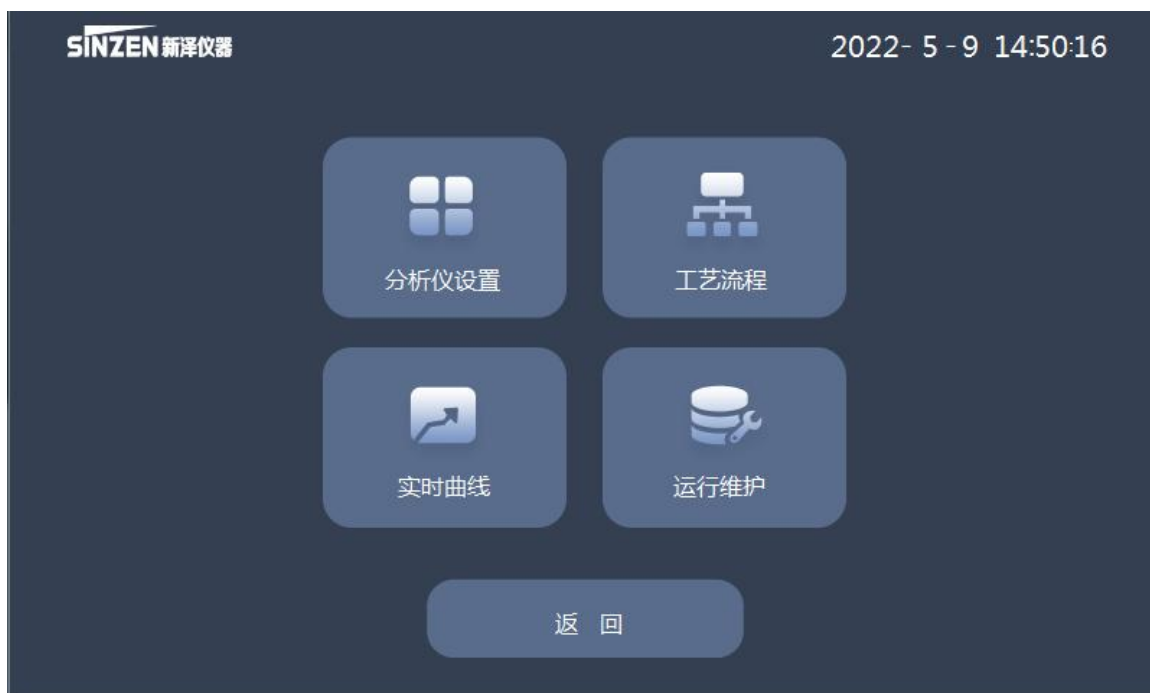 SINZEN 新泽仪器
2022- 5 - 9 14:50:16
分析仪设置
工艺流程
实时曲线
运行维护
返 回